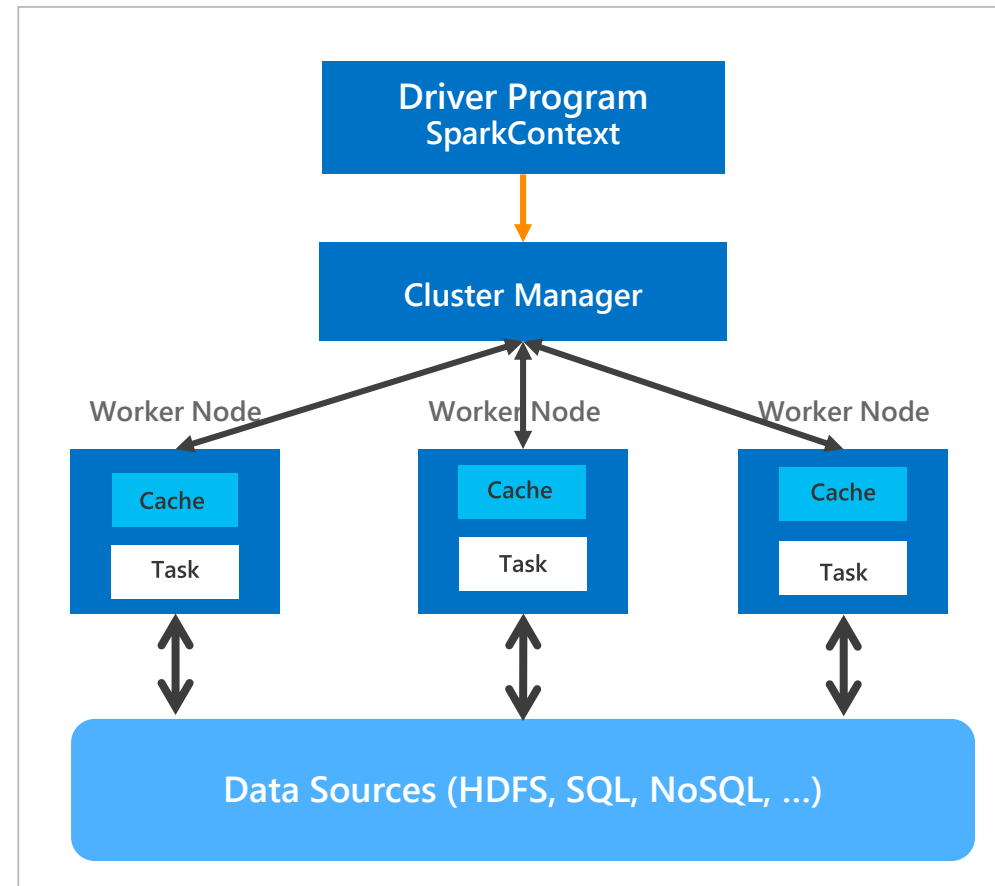 Driver Program
SparkContext
Cluster Manager
Worker Node
Worker Node
Worker Node
Cache
Cache
Cache
Task
Task
Task
Data Sources (HDFS, SQL, NoSQL, …)